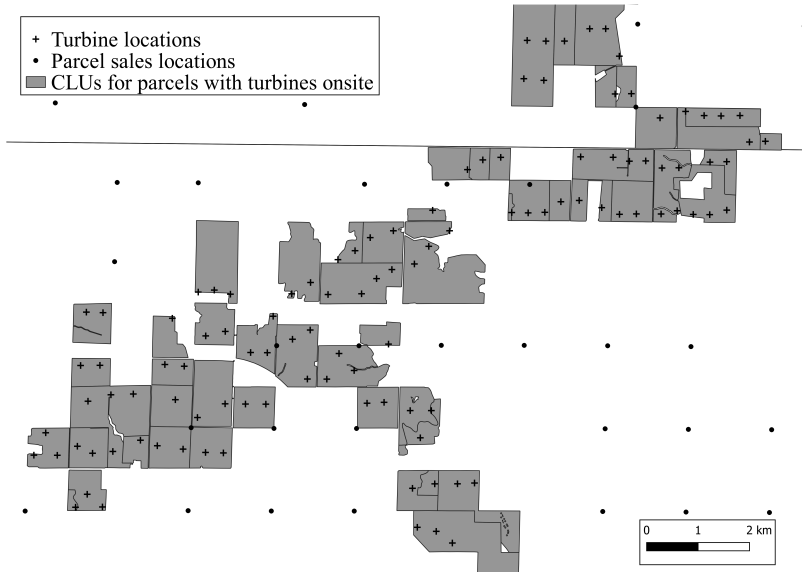 Turbine locations
Parcel sales locations
CLUs for parcels with turbines onsite
0 1 2 km